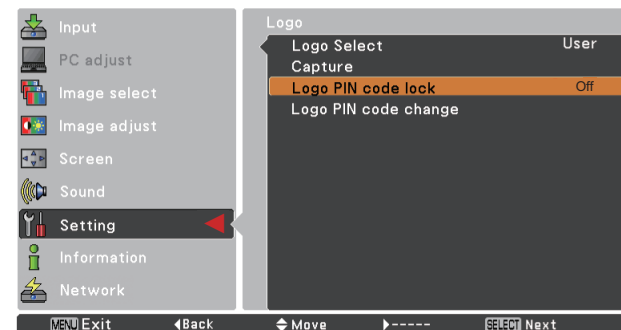 Input
PC adjust
Image select
Image adjust
Screen
Sound
Setting
Information
Network
Logo
Logo Select User
Capture
Logo PIN code lock Off
Logo PIN code change
MENU Exit ◀Back Move ▶----- SELECT Next